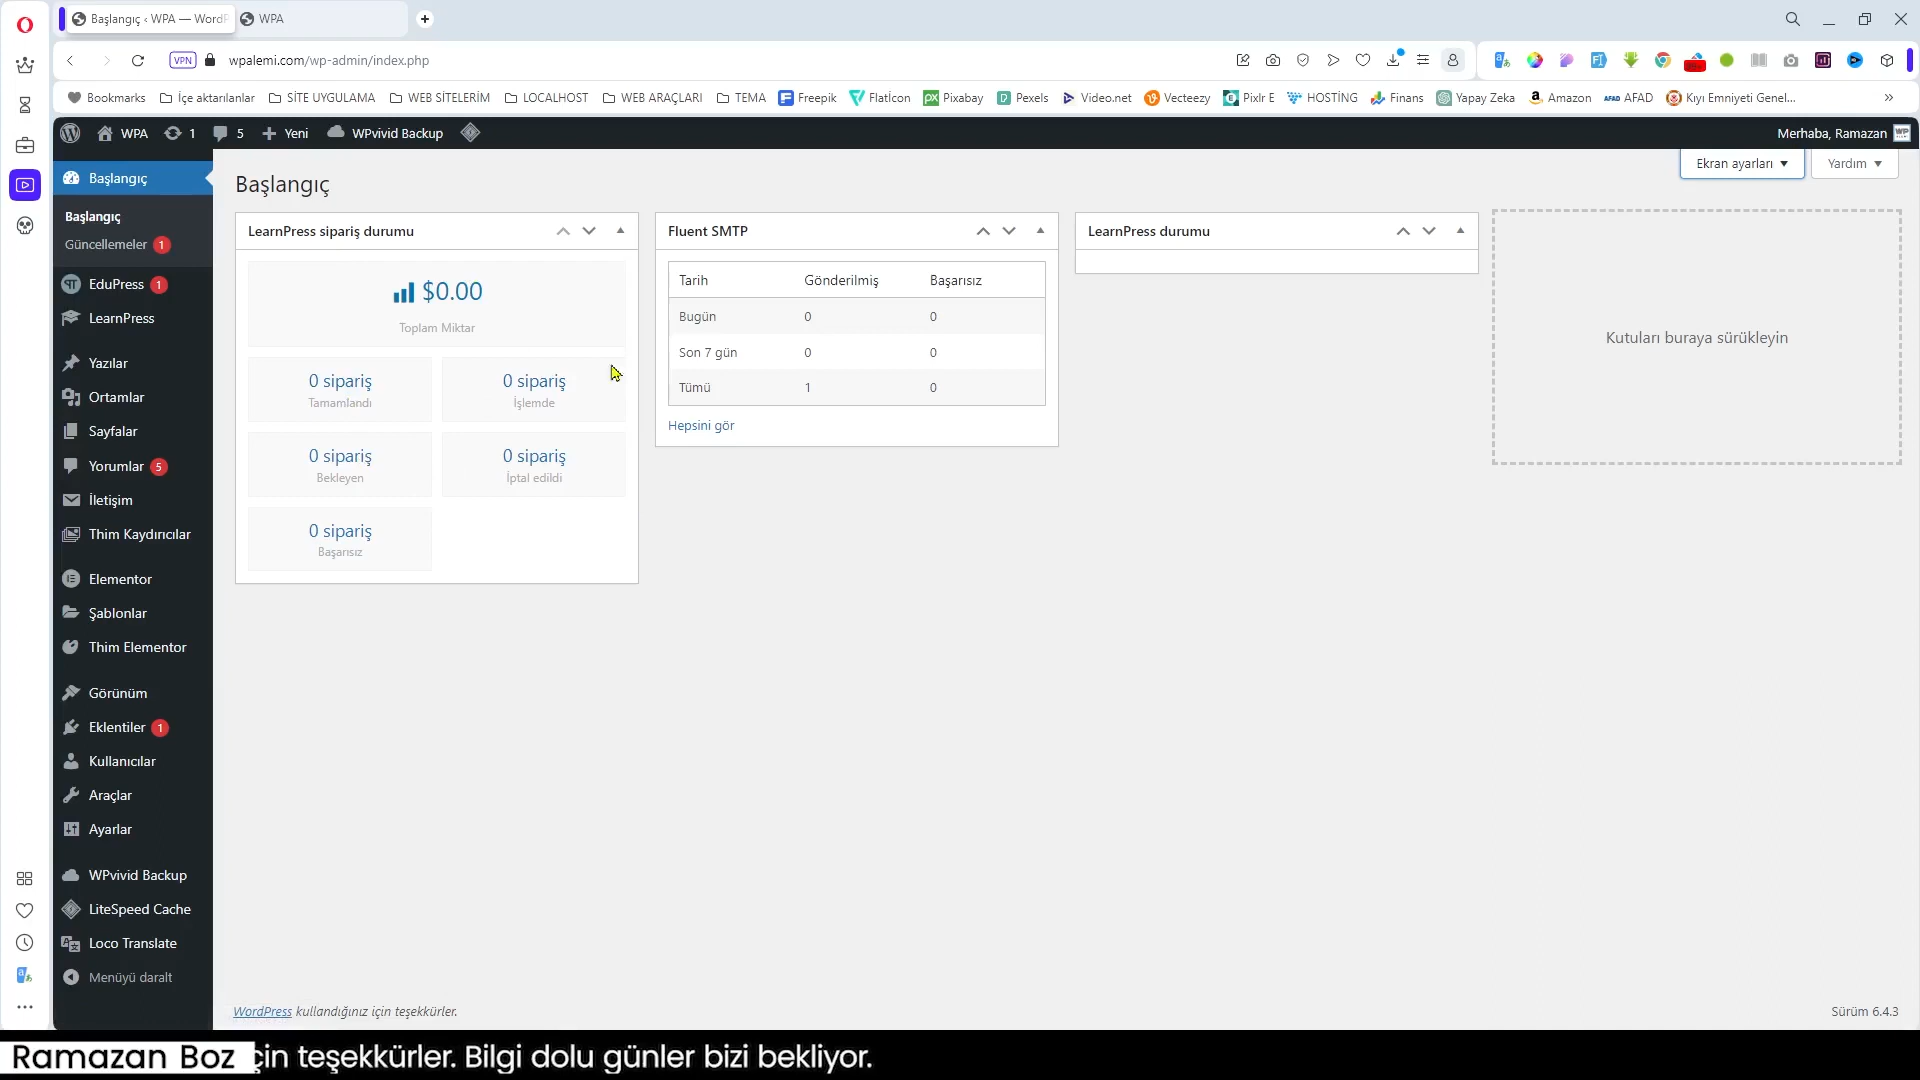 Başlangıç ‹ WPA — WordP
WPA
VPN
wpalemi.com/wp-admin/index.php
Bookmarks
İçe aktarılanlar
SİTE UYGULAMA
WEB SİTELERİM
LOCALHOST
WEB ARAÇLARI
TEMA
Freepik
Flatİcon
Pixabay
Pexels
Video.net
Vecteezy
Pixlr E
HOSTİNG
Finans
Yapay Zeka
Amazon
AFAD
Kıyı Emniyeti Genel...
WPA
1
5
Yeni
WPvivid Backup
Merhaba, Ramazan
Ekran ayarları
Yardım
Başlangıç
Başlangıç
Güncellemeler 1
EduPress 1
LearnPress
Yazılar
Ortamlar
Sayfalar
Yorumlar 5
İletişim
Thim Kaydırıcılar
Elementor
Şablonlar
Thim Elementor
Görünüm
Eklentiler 1
Kullanıcılar
Araçlar
Ayarlar
WPvivid Backup
LiteSpeed Cache
Loco Translate
Menüyü daralt
Başlangıç
LearnPress sipariş durumu
$0.00
Toplam Miktar
0 sipariş
Tamamlandı
0 sipariş
İşlemde
0 sipariş
Bekleyen
0 sipariş
İptal edildi
0 sipariş
Başarısız
Fluent SMTP
Tarih Gönderilmiş Başarısız
Bugün 0 0
Son 7 gün 0 0
Tümü 1 0
Hepsini gör
LearnPress durumu
Kutuları buraya sürükleyin
WordPress kullandığınız için teşekkürler.
Sürüm 6.4.3
Ramazan Boz
çin teşekkürler. Bilgi dolu günler bizi bekliyor.